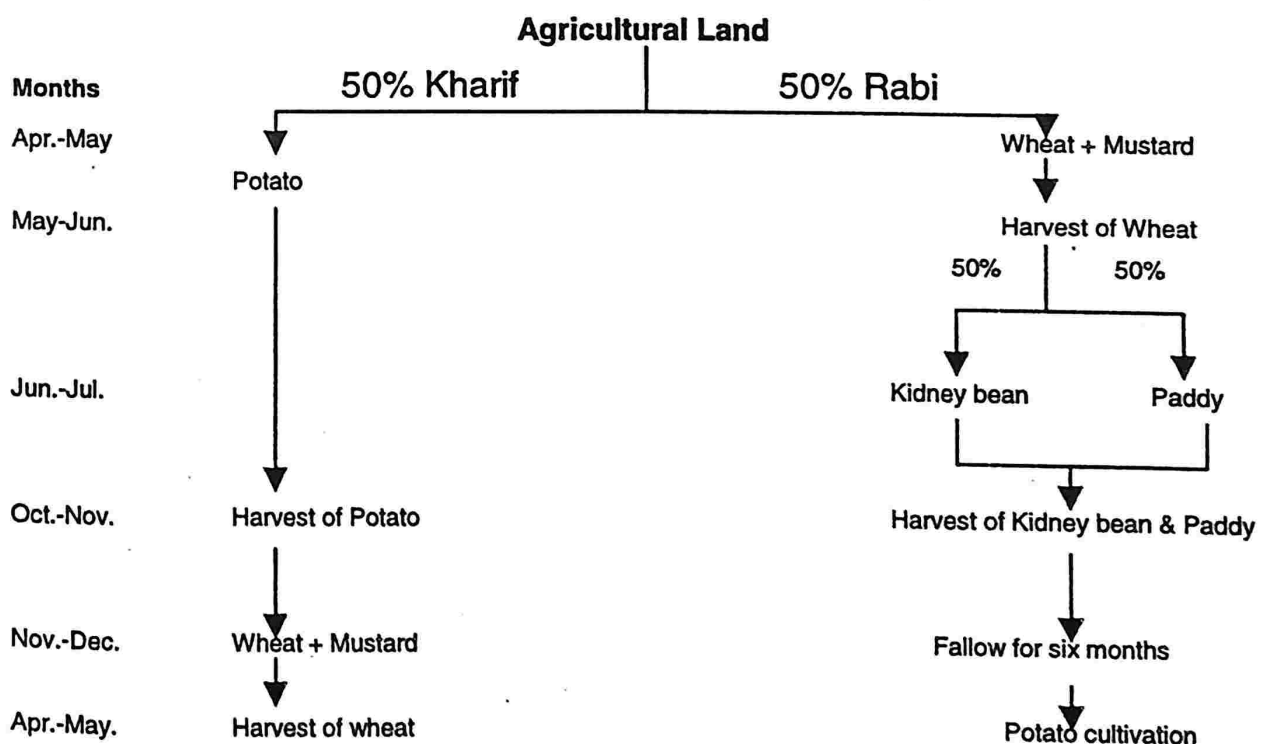 Agricultural Land
Months 50% Kharif 50% Rabi
Apr.-May Wheat + Mustard
Potato
May-Jun. Harvest of Wheat
50% 50%
Jun.-Jul. Kidney bean Paddy
Oct.-Nov. Harvest of Potato Harvest of Kidney bean & Paddy
Nov.-Dec. Wheat + Mustard Fallow for six months
Apr.-May. Harvest of wheat Potato cultivation